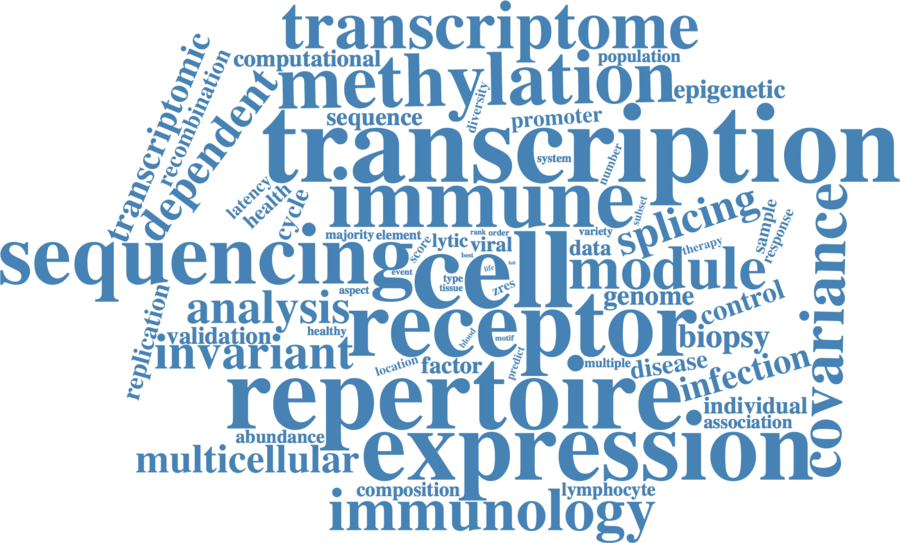 transcriptome
computational
population
methylation
epigenetic
transcriptomic
recombination
dependent
diversity
sequence
promoter
transcription
system
number
latency
health
cycle
immune
subset
splicing
sample
response
covariance
majority
element
score
lytic
rank
order
viral
variety
data
therapy
sequencing
best
life
full
event
cell
type
tissue
zres
module
genome
control
aspect
analysis
replication
validation
healthy
invariant
receptor
blood
motif
biopsy
location
factor
predict
multiple
disease
infection
repertoire
individual
association
abundance
multicellular
expression
composition
lymphocyte
immunology